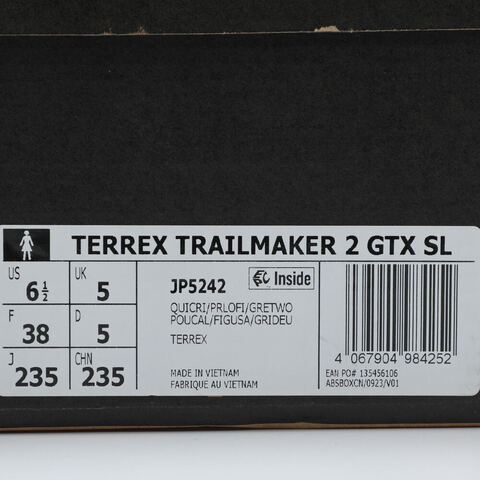 TERREX TRAILMAKER 2 GTX SL
US 6½ UK 5
F 38 D 5
J 235 CHN 235
JP5242
Inside
QUICRI/PRLOFI/GRETWO
POUCAL/FIGUSA/GRIDEU
TERREX
MADE IN VIETNAM
FABRIQUÉ AU VIETNAM
4 067904 984252
EAN PO# 135456106
ABSBOXCN/0923/V01